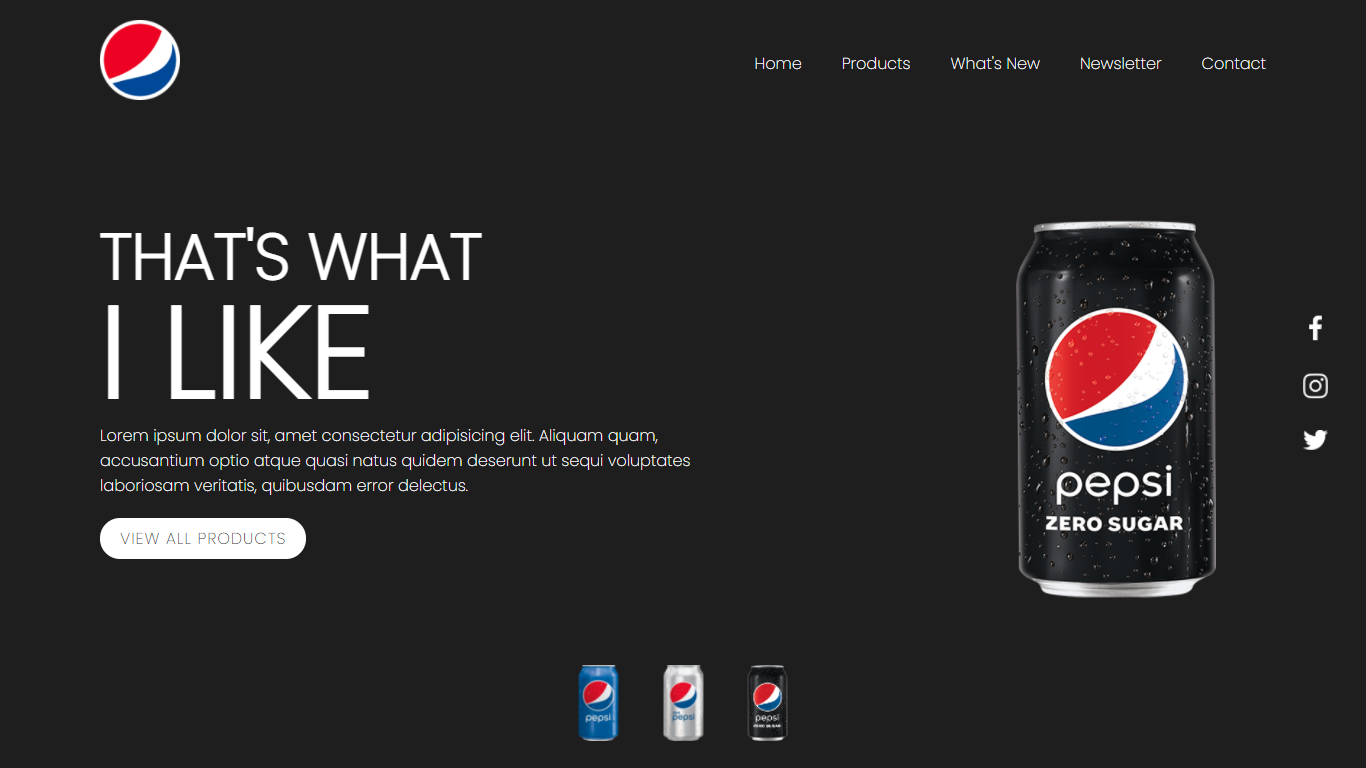 Home Products What's New Newsletter Contact
THAT'S WHAT
I LIKE
Lorem ipsum dolor sit, amet consectetur adipisicing elit. Aliquam quam,
accusantium optio atque quasi natus quidem deserunt ut sequi voluptates
laboriosam veritatis, quibusdam error delectus.
VIEW ALL PRODUCTS
pepsi
ZERO SUGAR
pepsi
pepsi
pepsi
ZERO SUGAR